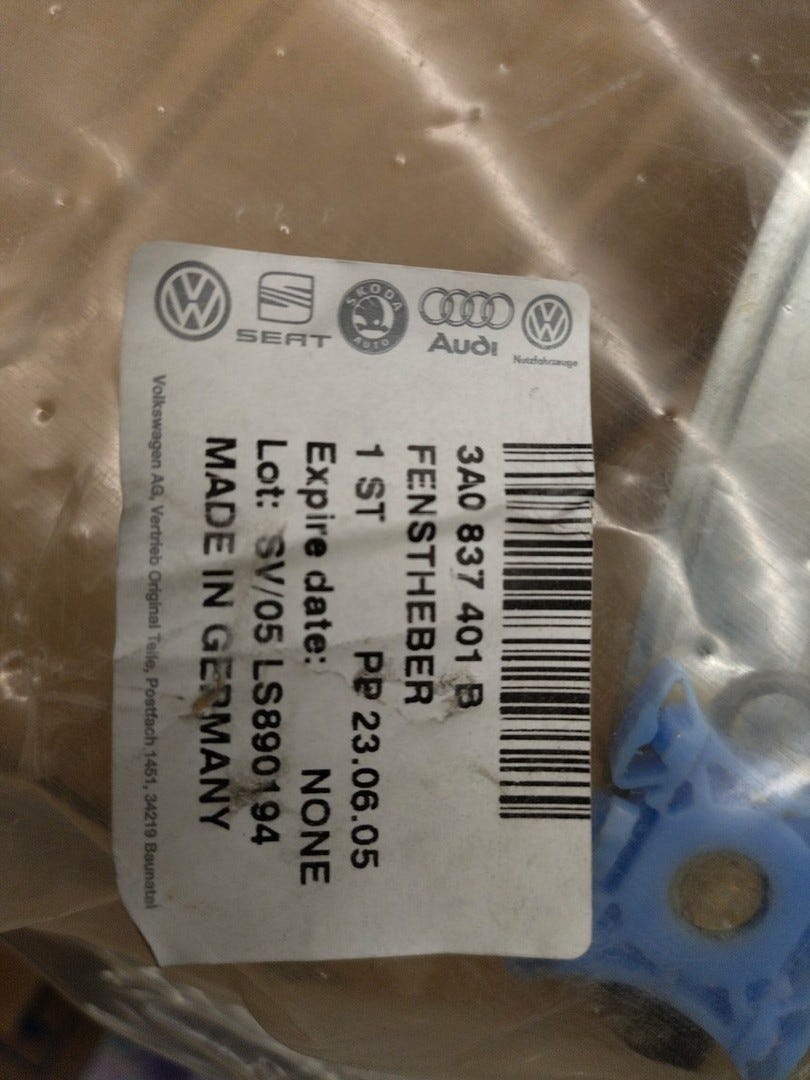 SEAT
SKODA
AUTO
Audi
Nutzfahrzeuge
3A0 837 401 B
FENSTHEBER
1 ST PP 23.06.05
Expire date: NONE
Lot: SV/05 LS890194
MADE IN GERMANY
Volkswagen AG, Vertrieb Original Teile, Postfach 1451, 34219 Baunatal